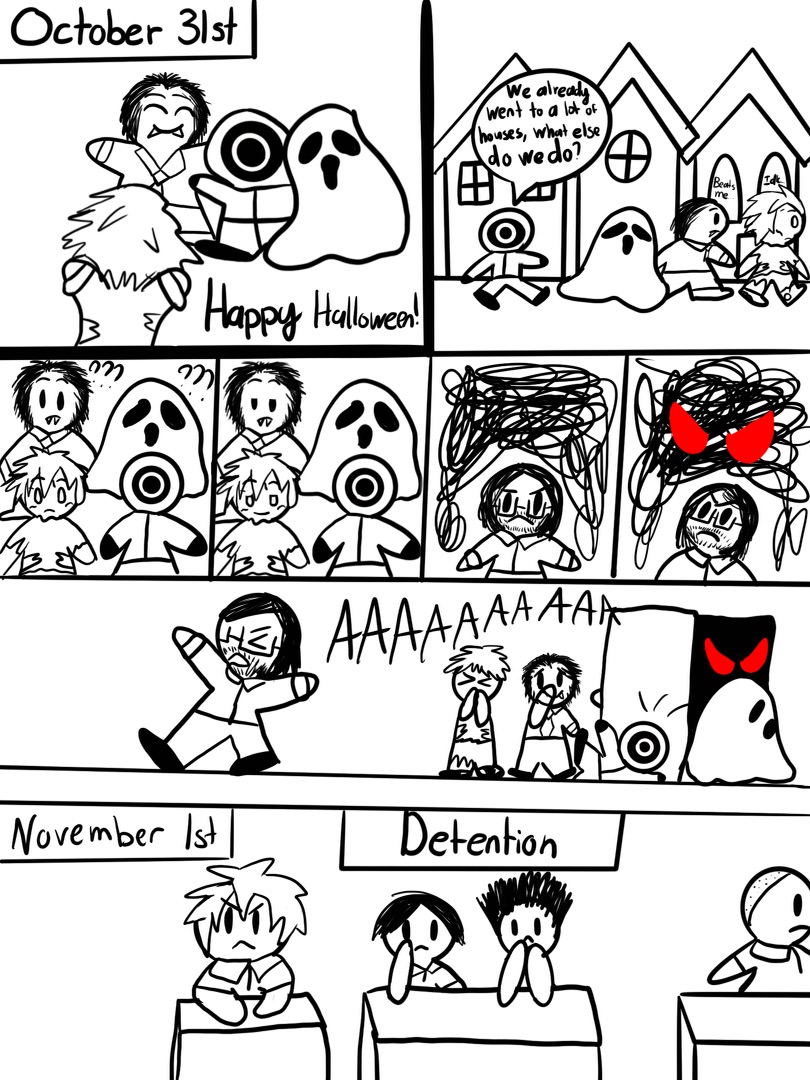 October 31st
Happy Halloween!
We already
went to a lot of
houses, what else
do we do?
Beats
me
Idk
AAAAAAAAAAA
November 1st
Detention